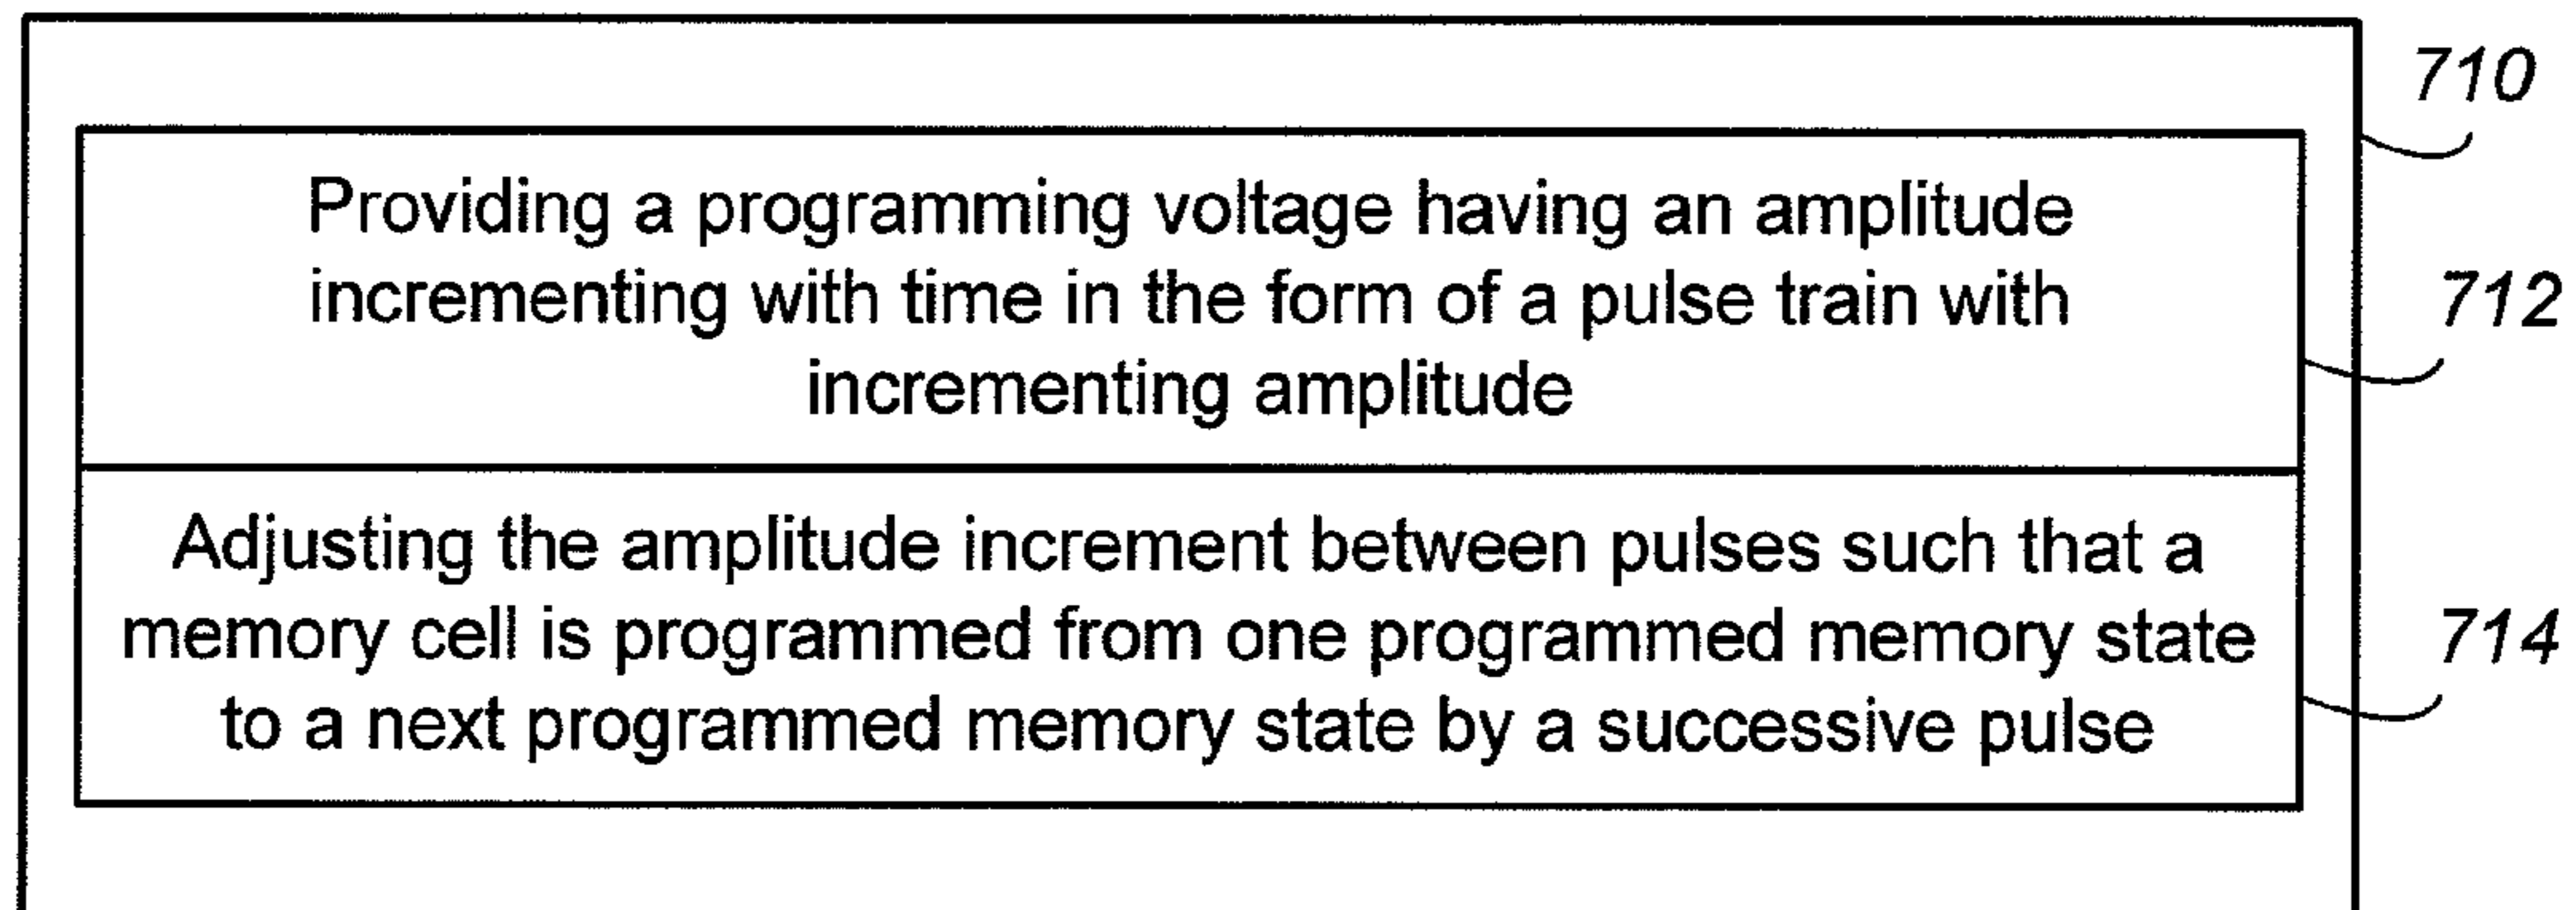 710
Providing a programming voltage having an amplitude
incrementing with time in the form of a pulse train with
incrementing amplitude
712
Adjusting the amplitude increment between pulses such that a
memory cell is programmed from one programmed memory state
to a next programmed memory state by a successive pulse
714